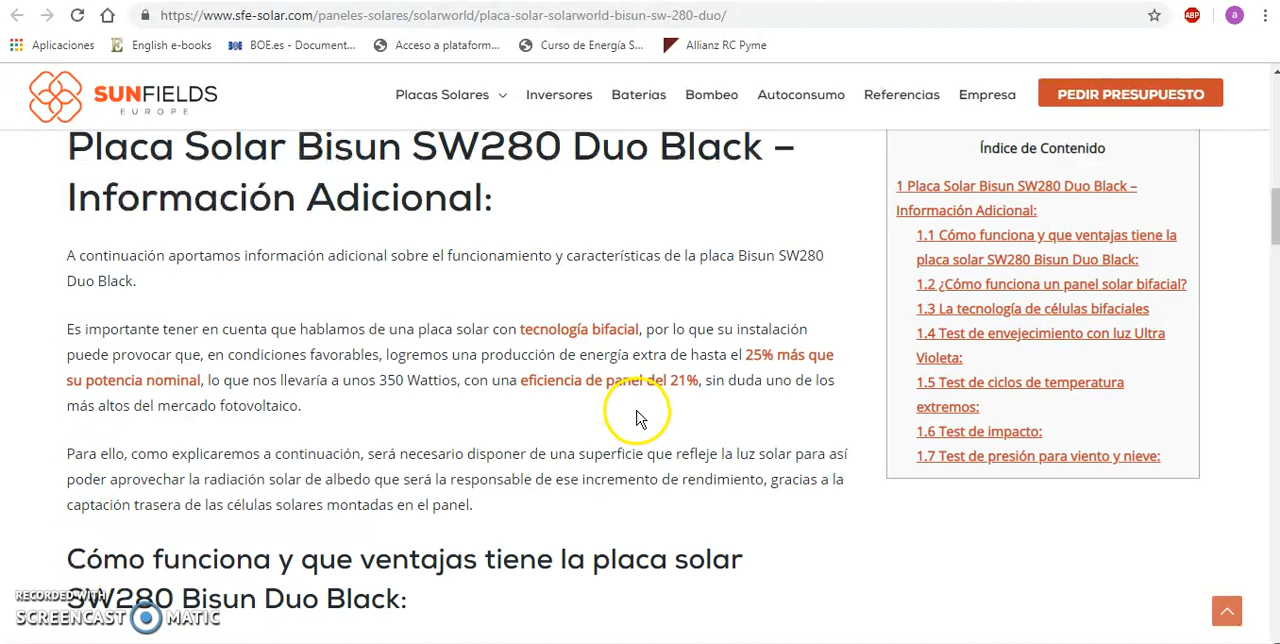 https://www.sfe-solar.com/paneles-solares/solarworld/placa-solar-solarworld-bisun-sw-280-duo/
ABP
a
Aplicaciones
English e-books
BOE
BOE.es - Document...
Acceso a plataform...
Curso de Energía S...
Allianz RC Pyme
SUNFIELDS
EUROPE
Placas Solares
Inversores
Baterías
Bombeo
Autoconsumo
Referencias
Empresa
PEDIR PRESUPUESTO
Placa Solar Bisun SW280 Duo Black –
Información Adicional:
A continuación aportamos información adicional sobre el funcionamiento y características de la placa Bisun SW280
Duo Black.
Es importante tener en cuenta que hablamos de una placa solar con tecnología bifacial, por lo que su instalación
puede provocar que, en condiciones favorables, logremos una producción de energía extra de hasta el 25% más que
su potencia nominal, lo que nos llevaría a unos 350 Wattios, con una eficiencia de panel del 21%, sin duda uno de los
más altos del mercado fotovoltaico.
Para ello, como explicaremos a continuación, será necesario disponer de una superficie que refleje la luz solar para así
poder aprovechar la radiación solar de albedo que será la responsable de ese incremento de rendimiento, gracias a la
captación trasera de las células solares montadas en el panel.
Cómo funciona y que ventajas tiene la placa solar
SW280 Bisun Duo Black:
Índice de Contenido
1 Placa Solar Bisun SW280 Duo Black –
Información Adicional:
1.1 Cómo funciona y que ventajas tiene la
placa solar SW280 Bisun Duo Black:
1.2 ¿Cómo funciona un panel solar bifacial?
1.3 La tecnología de células bifaciales
1.4 Test de envejecimiento con luz Ultra
Violeta:
1.5 Test de ciclos de temperatura
extremos:
1.6 Test de impacto:
1.7 Test de presión para viento y nieve:
RECORDED WITH
SCREENCAST MATIC